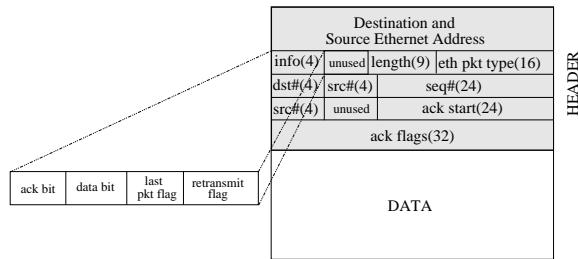 Destination and
Source Ethernet Address
info(4) unused length(9) eth pkt type(16)
dst#(4) src#(4) seq#(24)
src#(4) unused ack start(24)
ack flags(32)
DATA
HEADER
ack bit data bit last pkt flag retransmit flag